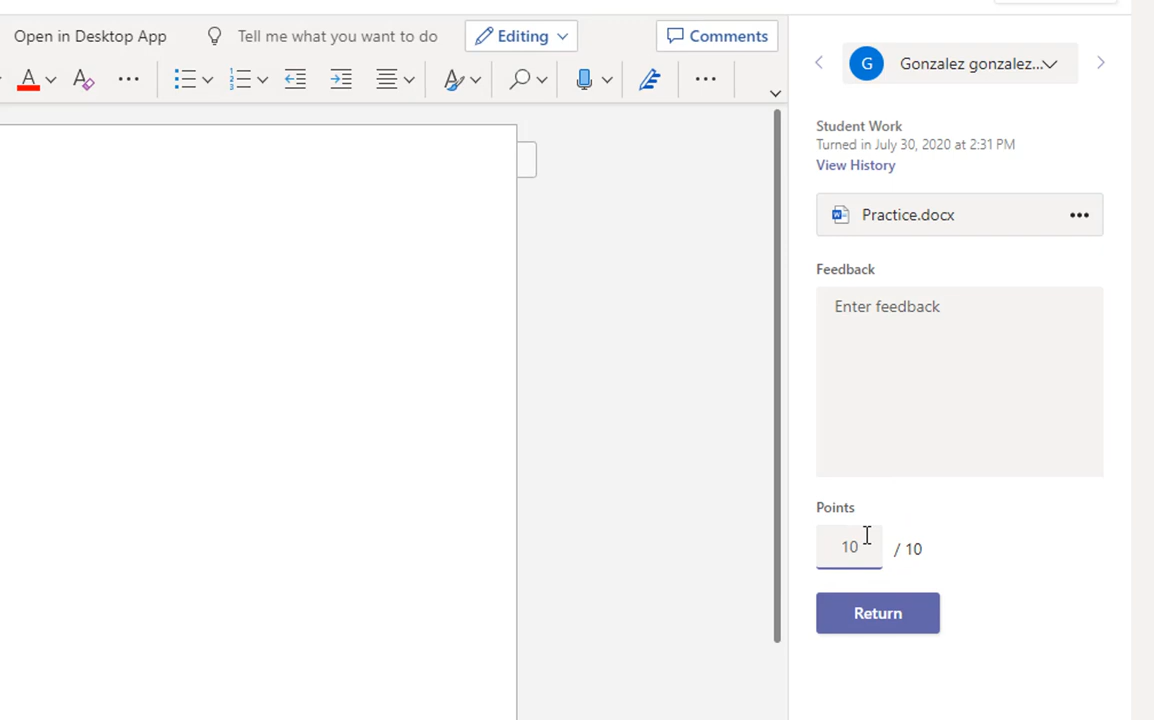 Open in Desktop App
Tell me what you want to do
Editing
Comments
A
A
G
Gonzalez gonzalez...
Student Work
Turned in July 30, 2020 at 2:31 PM
View History
Practice.docx
Feedback
Enter feedback
Points
10 / 10
Return